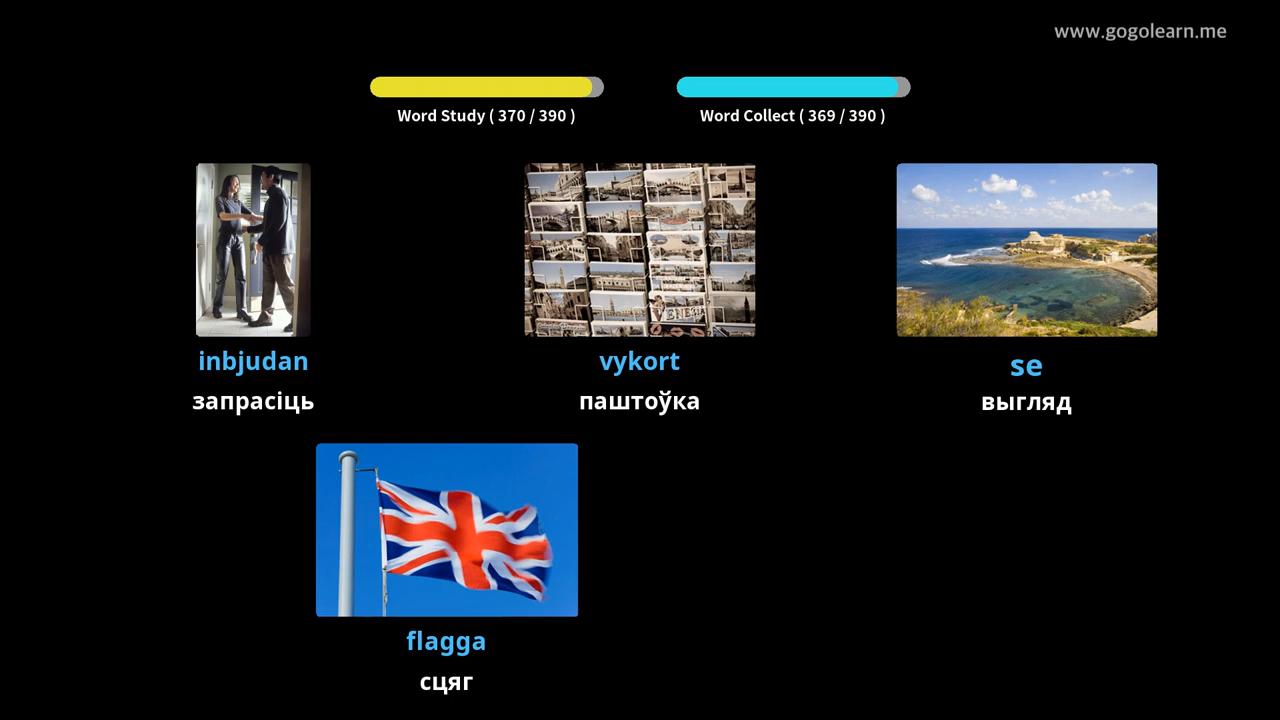 www.gogolearn.me
Word Study ( 370 / 390 )
Word Collect ( 369 / 390 )
VENEZ
inbjudan
vykort
se
запрасіць
паштоўка
выгляд
flagga
сцяг